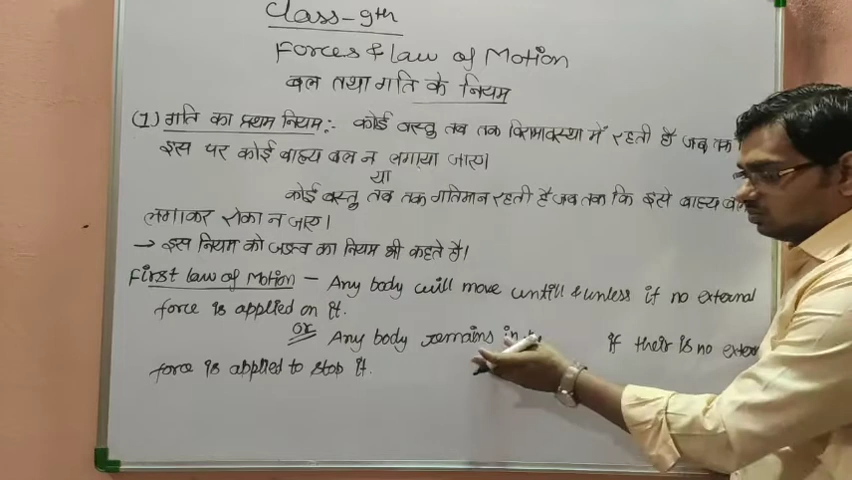 Class-9th
Forces & law of Motion
बल तथा गति के नियम
(1) गति का प्रथम नियम:- कोई वस्तु तब तक विरामावस्था में रहती है जब तक
इस पर कोई बाह्य बल न लगाया जाए।
या
कोई वस्तु तब तक गतिमान रहती है जब तक कि इसे बाह्य
लगाकर रोका न जाए।
→ इस नियम को जड़त्व का नियम भी कहते है।
First law of Motion - Any body will move untill & unless if no external
force is applied on it.
or Any body remains in if their is no
force is applied to stop it.